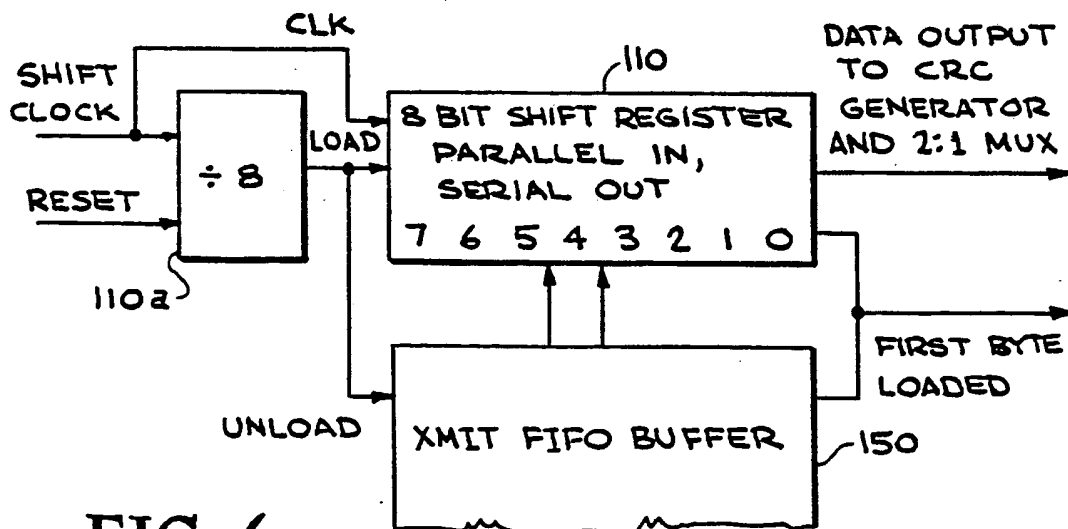 CLK
SHIFT
CLOCK
RESET
÷ 8
110a
LOAD
110
8 BIT SHIFT REGISTER
PARALLEL IN,
SERIAL OUT
7 6 5 4 3 2 1 0
DATA OUTPUT
TO CRC
GENERATOR
AND 2:1 MUX
FIRST BYTE
LOADED
UNLOAD
XMIT FIFO BUFFER
150
FIG